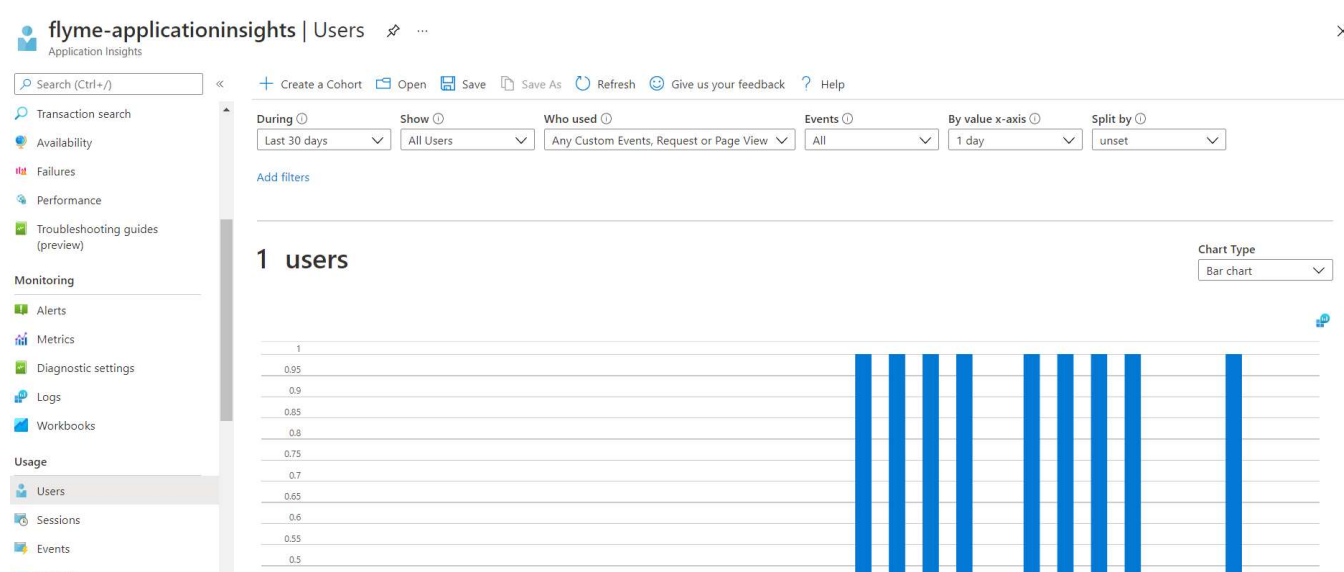 flyme-applicationinsights | Users
Application Insights
Search (Ctrl+/)
Transaction search
Availability
Failures
Performance
Troubleshooting guides
(preview)
Monitoring
Alerts
Metrics
Diagnostic settings
Logs
Workbooks
Usage
Users
Sessions
Events
Create a Cohort Open Save Save As Refresh Give us your feedback ? Help
During Show Who used Events By value x-axis Split by
Last 30 days All Users Any Custom Events, Request or Page View All 1 day unset
Add filters
1 users
Chart Type
Bar chart
1
0.95
0.9
0.85
0.8
0.75
0.7
0.65
0.6
0.55
0.5